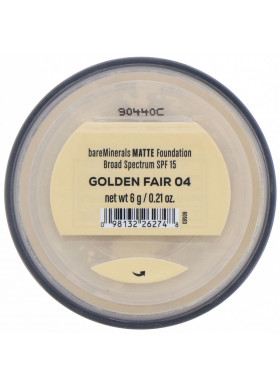 90440C
bareMinerals MATTE Foundation
Broad Spectrum SPF 15
GOLDEN FAIR 04
net wt 6 g / 0.21 oz.
0 98132 26274 8